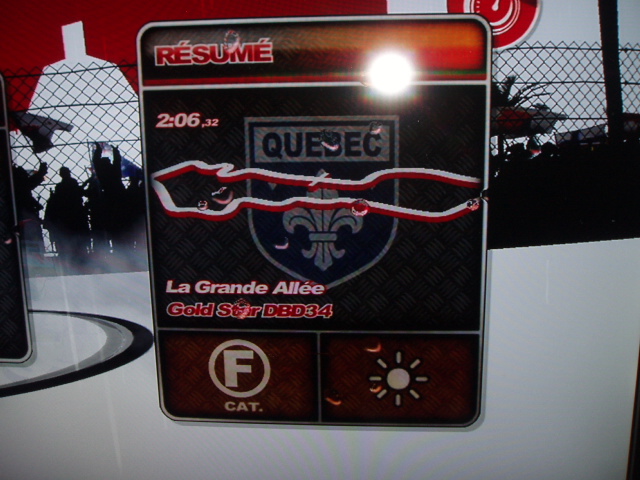 RÉSUMÉ
2:06,32
QUEBEC
La Grande Allée
Gold Star DBD34
F
CAT.